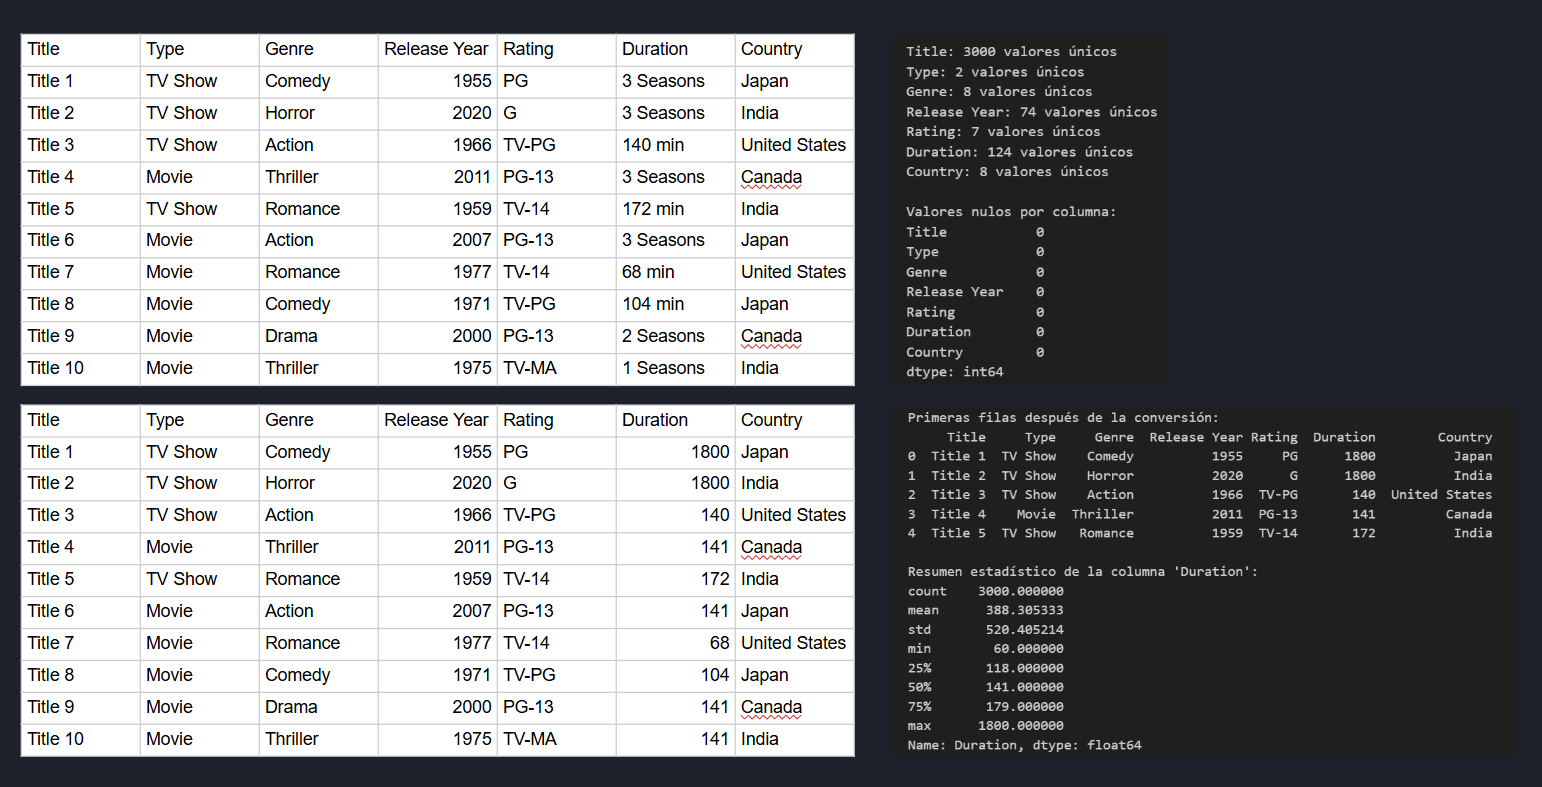 Title Type Genre Release Year Rating Duration Country
Title 1 TV Show Comedy 1955 PG 3 Seasons Japan
Title 2 TV Show Horror 2020 G 3 Seasons India
Title 3 TV Show Action 1966 TV-PG 140 min United States
Title 4 Movie Thriller 2011 PG-13 3 Seasons Canada
Title 5 TV Show Romance 1959 TV-14 172 min India
Title 6 Movie Action 2007 PG-13 3 Seasons Japan
Title 7 Movie Romance 1977 TV-14 68 min United States
Title 8 Movie Comedy 1971 TV-PG 104 min Japan
Title 9 Movie Drama 2000 PG-13 2 Seasons Canada
Title 10 Movie Thriller 1975 TV-MA 1 Seasons India
Title: 3000 valores únicos
Type: 2 valores únicos
Genre: 8 valores únicos
Release Year: 74 valores únicos
Rating: 7 valores únicos
Duration: 124 valores únicos
Country: 8 valores únicos
Valores nulos por columna:
Title 0
Type 0
Genre 0
Release Year 0
Rating 0
Duration 0
Country 0
dtype: int64
Title Type Genre Release Year Rating Duration Country
Title 1 TV Show Comedy 1955 PG 1800 Japan
Title 2 TV Show Horror 2020 G 1800 India
Title 3 TV Show Action 1966 TV-PG 140 United States
Title 4 Movie Thriller 2011 PG-13 141 Canada
Title 5 TV Show Romance 1959 TV-14 172 India
Title 6 Movie Action 2007 PG-13 141 Japan
Title 7 Movie Romance 1977 TV-14 68 United States
Title 8 Movie Comedy 1971 TV-PG 104 Japan
Title 9 Movie Drama 2000 PG-13 141 Canada
Title 10 Movie Thriller 1975 TV-MA 141 India
Primeras filas después de la conversión:
Title Type Genre Release Year Rating Duration Country
0 Title 1 TV Show Comedy 1955 PG 1800 Japan
1 Title 2 TV Show Horror 2020 G 1800 India
2 Title 3 TV Show Action 1966 TV-PG 140 United States
3 Title 4 Movie Thriller 2011 PG-13 141 Canada
4 Title 5 TV Show Romance 1959 TV-14 172 India
Resumen estadístico de la columna 'Duration':
count 3000.000000
mean 388.305333
std 520.405214
min 60.000000
25% 118.000000
50% 141.000000
75% 179.000000
max 1800.000000
Name: Duration, dtype: float64